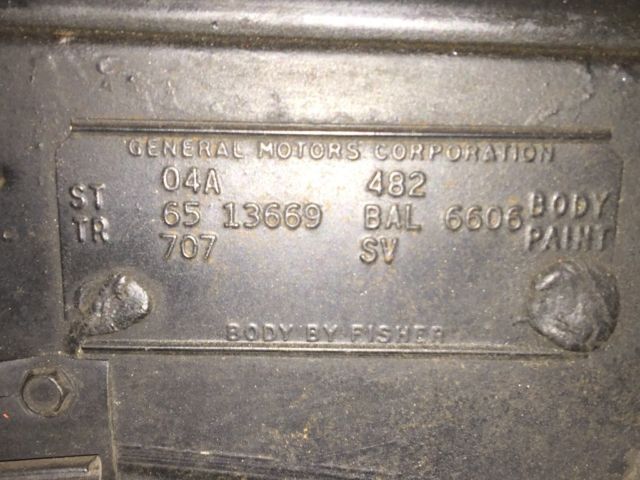 GENERAL MOTORS CORPORATION
04A 482
ST 65 13669 BAL 6606 BODY
TR 707 SV PAINT
BODY BY FISHER